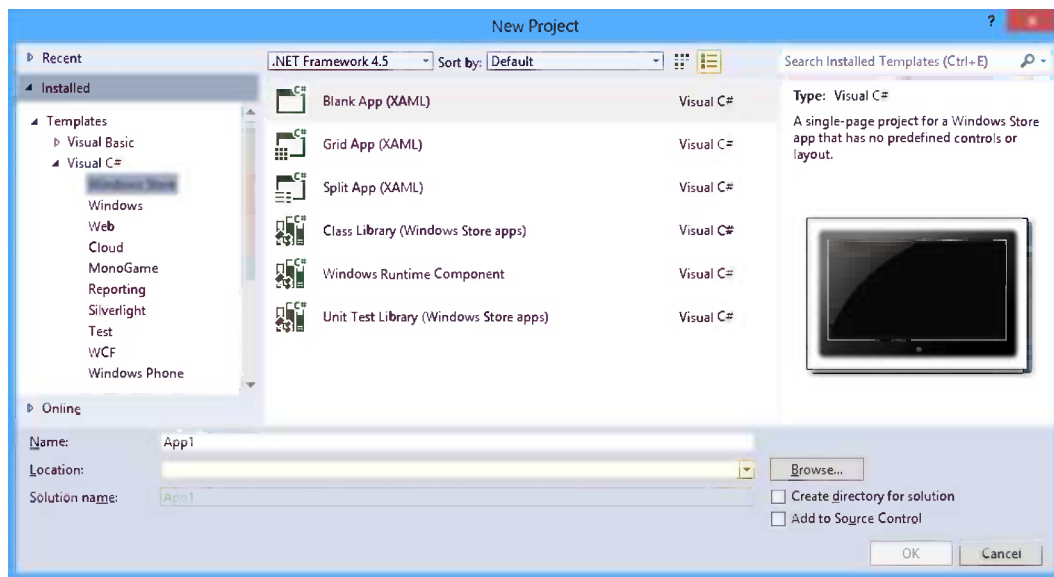 New Project
?
Recent
.NET Framework 4.5
Sort by: Default
Search Installed Templates (Ctrl+E)
Installed
Templates
Visual Basic
Visual C#
Windows Store
Windows
Web
Cloud
MonoGame
Reporting
Silverlight
Test
WCF
Windows Phone
Online
C# Blank App (XAML) Visual C#
C# Grid App (XAML) Visual C#
C# Split App (XAML) Visual C#
C# Class Library (Windows Store apps) Visual C#
C# Windows Runtime Component Visual C#
C# Unit Test Library (Windows Store apps) Visual C#
Type: Visual C#
A single-page project for a Windows Store
app that has no predefined controls or
layout.
Name: App1
Location:
Browse...
Solution name: App1
Create directory for solution
Add to Source Control
OK
Cancel